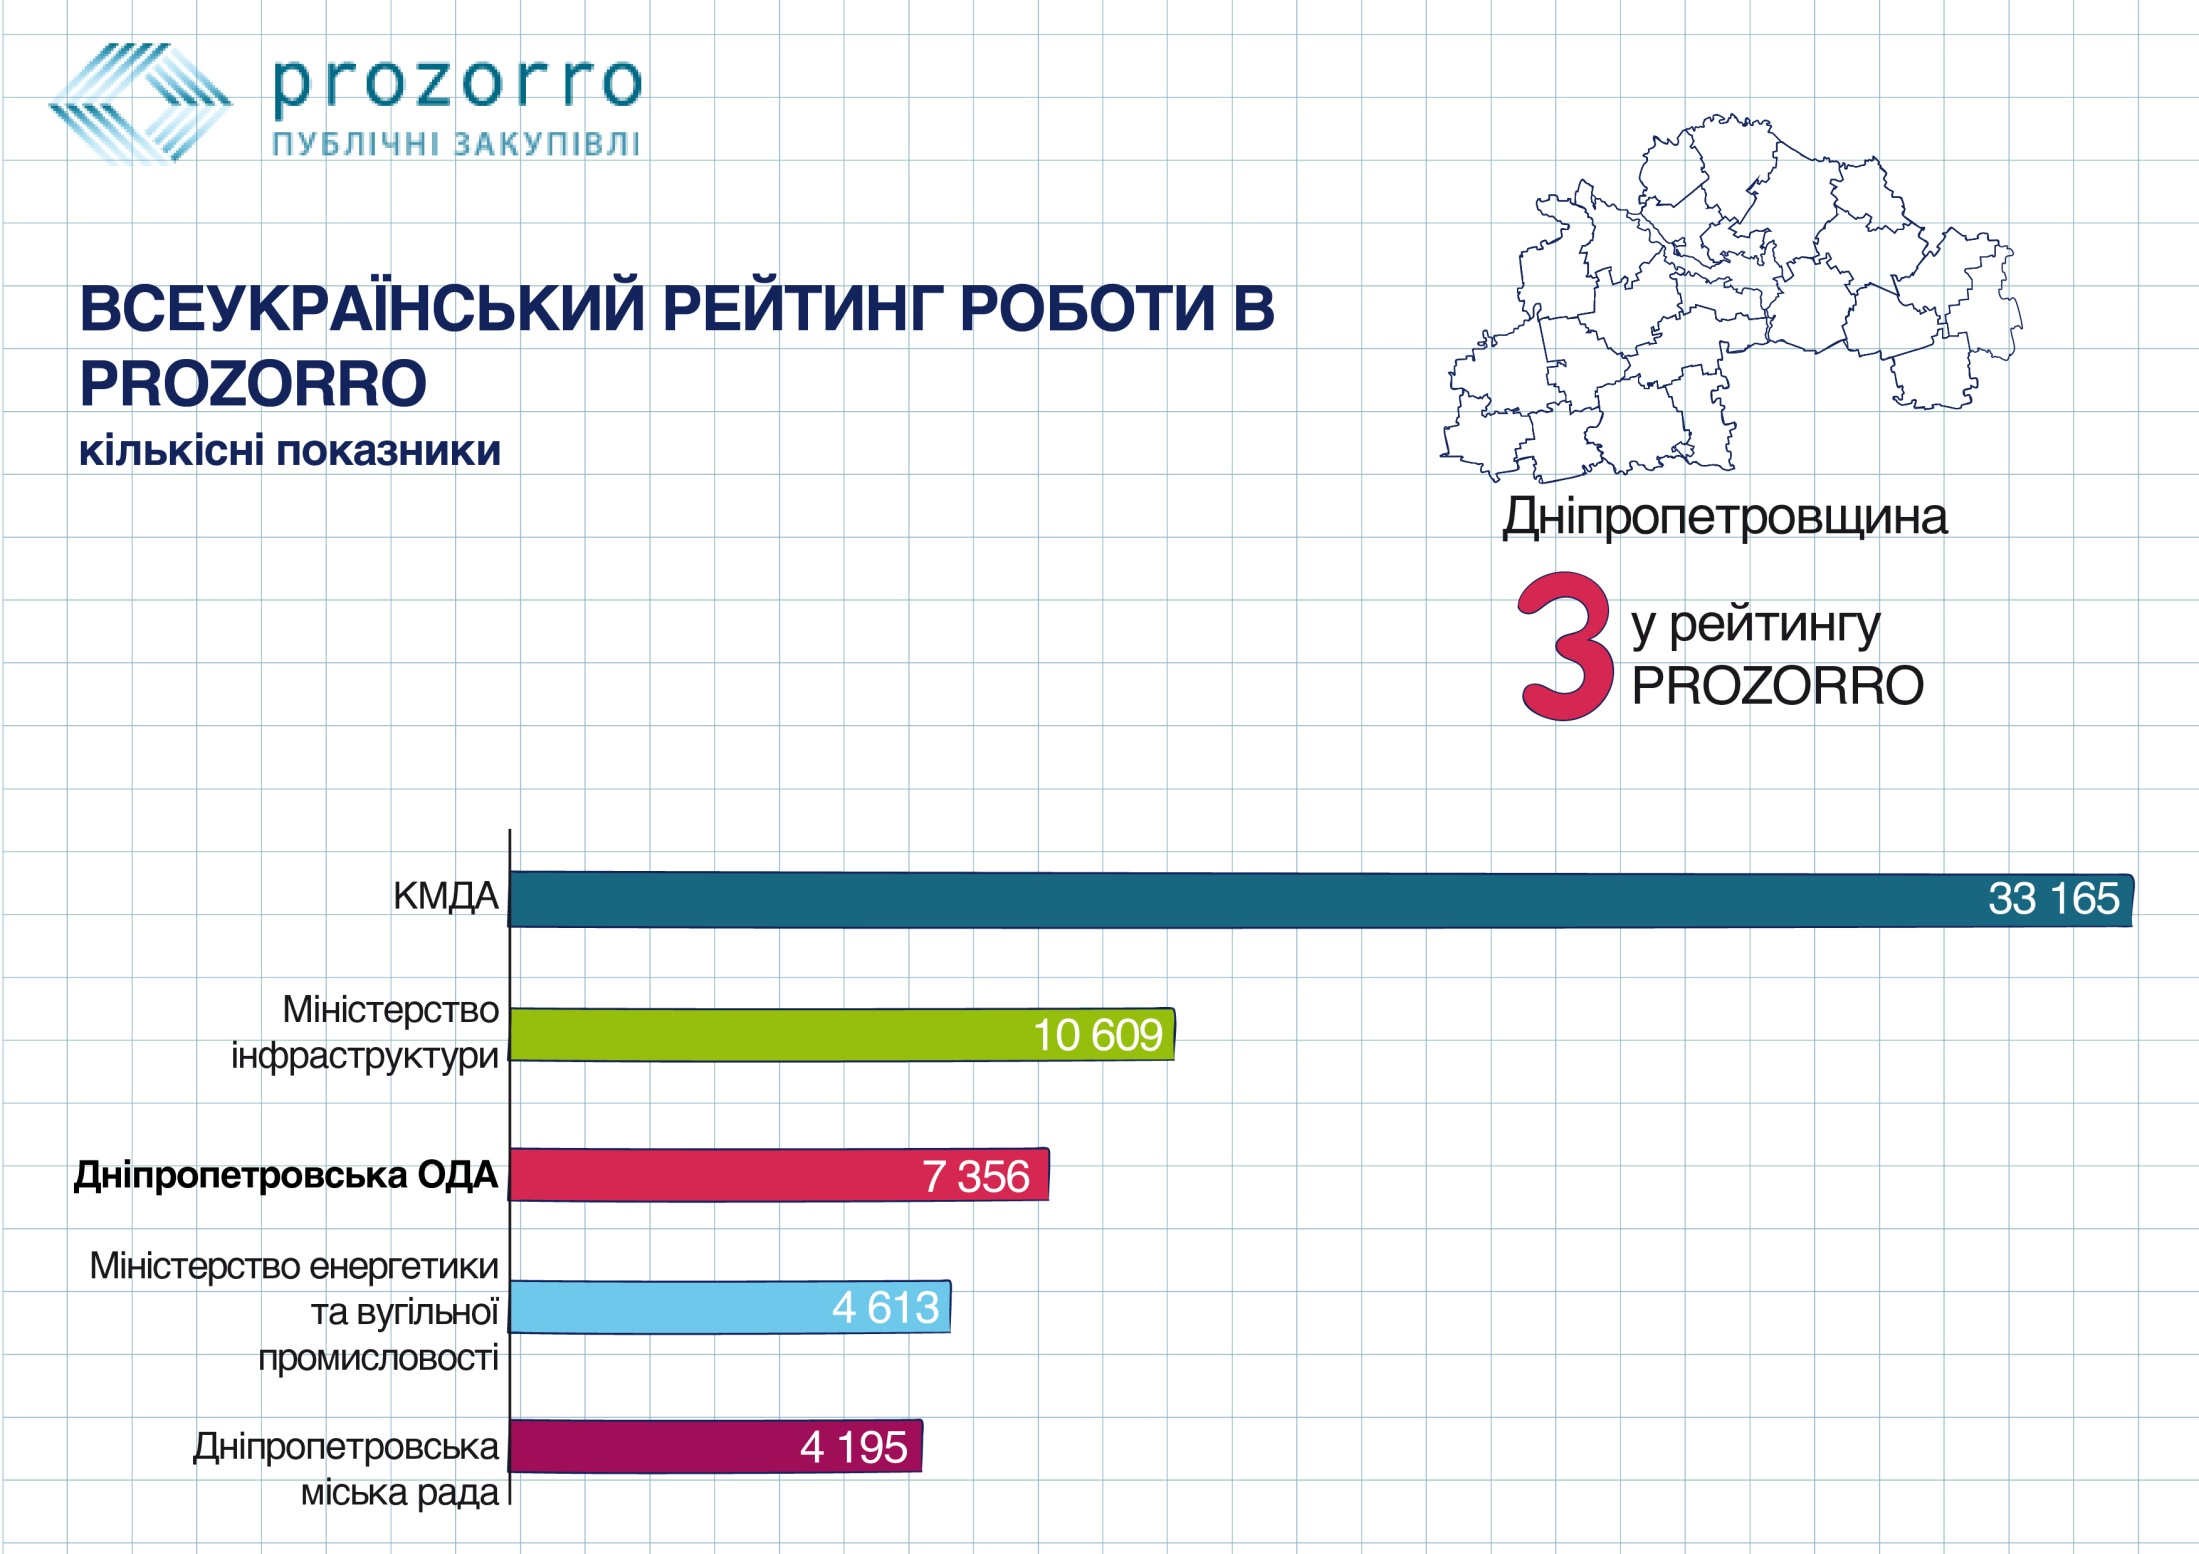 prozorro
ПУБЛІЧНІ ЗАКУПІВЛІ
ВСЕУКРАЇНСЬКИЙ РЕЙТИНГ РОБОТИ В
PROZORRO
кількісні показники
Дніпропетровщина
3 у рейтингу
PROZORRO
КМДА
33 165
Міністерство
інфраструктури
10 609
Дніпропетровська ОДА
7 356
Міністерство енергетики
та вугільної
промисловості
4 613
Дніпропетровська
міська рада
4 195